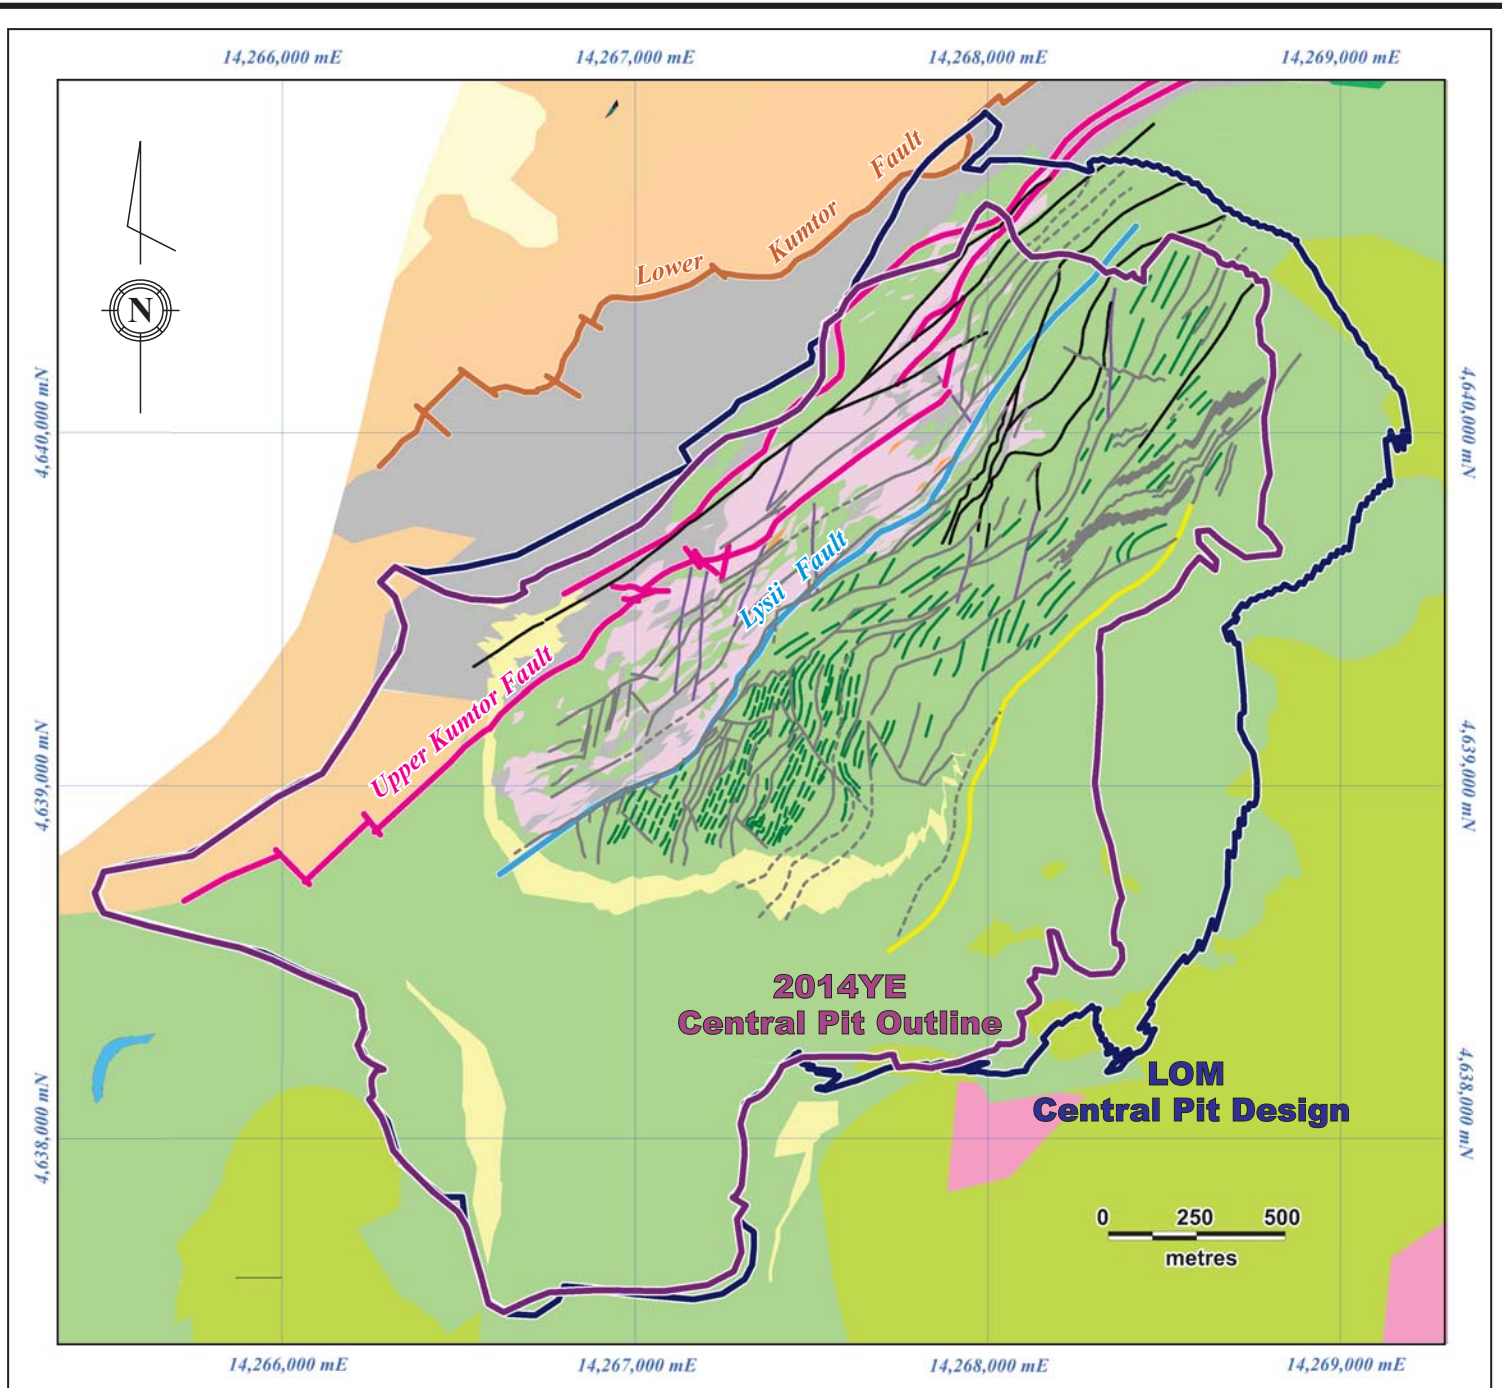 14,266,000 mE
14,267,000 mE
14,268,000 mE
14,269,000 mE
Lower Kumtor Fault
N
4,640,000 mN
4,640,000 mN
Lysii Fault
Upper Kumtor Fault
4,639,000 mN
4,639,000 mN
2014YE
Central Pit Outline
LOM
Central Pit Design
4,638,000 mN
4,638,000 mN
0 250 500
metres
14,266,000 mE
14,267,000 mE
14,268,000 mE
14,269,000 mE